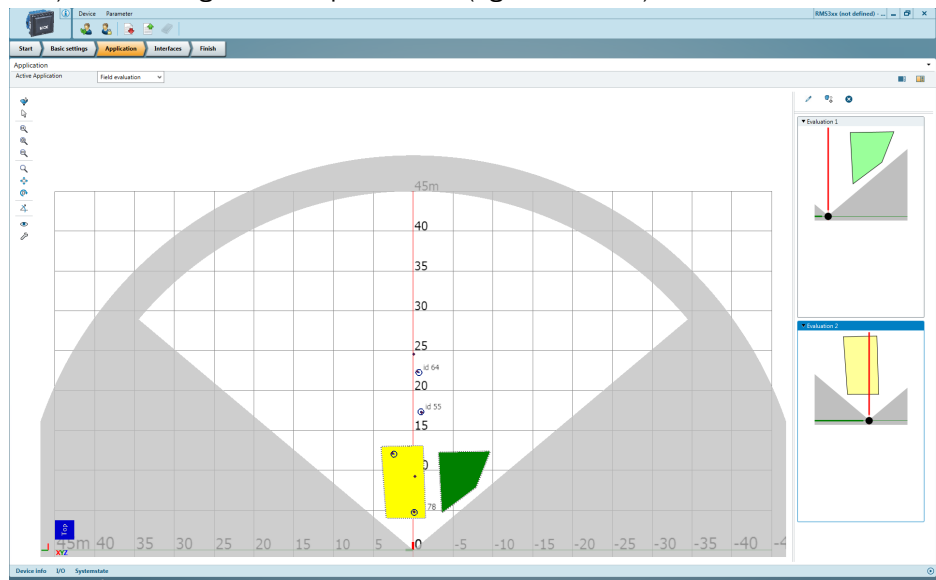 Device Parameter
RMS3xx (not defined) - ...
SICK
Start Basic settings Application Interfaces Finish
Application
Active Application Field evaluation
Evaluation 1
45m
40
35
30
25
id 64
20
id 55
15
0
78
Evaluation 2
Top
XYZ
45m 40 35 30 25 20 15 10 5 0 -5 -10 -15 -20 -25 -30 -35 -40 -4
Device info I/O Systemstate